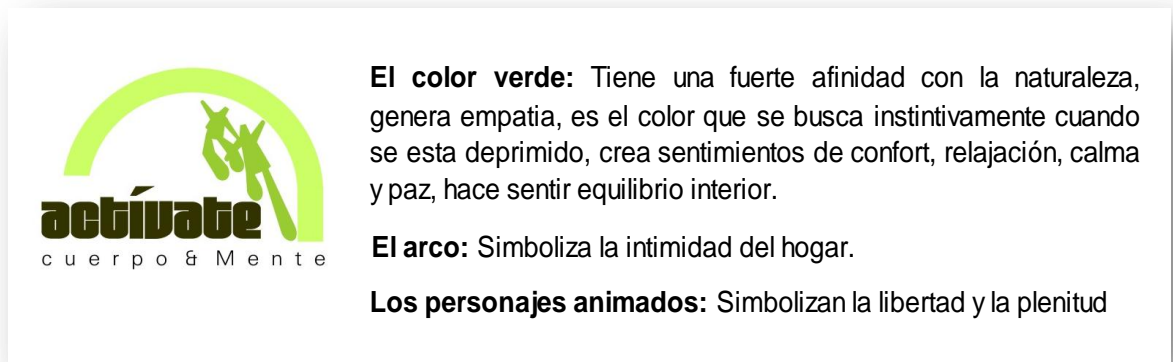 actívate
cuerpo & Mente
El color verde: Tiene una fuerte afinidad con la naturaleza,
genera empatia, es el color que se busca instintivamente cuando
se esta deprimido, crea sentimientos de confort, relajación, calma
y paz, hace sentir equilibrio interior.
El arco: Simboliza la intimidad del hogar.
Los personajes animados: Simbolizan la libertad y la plenitud